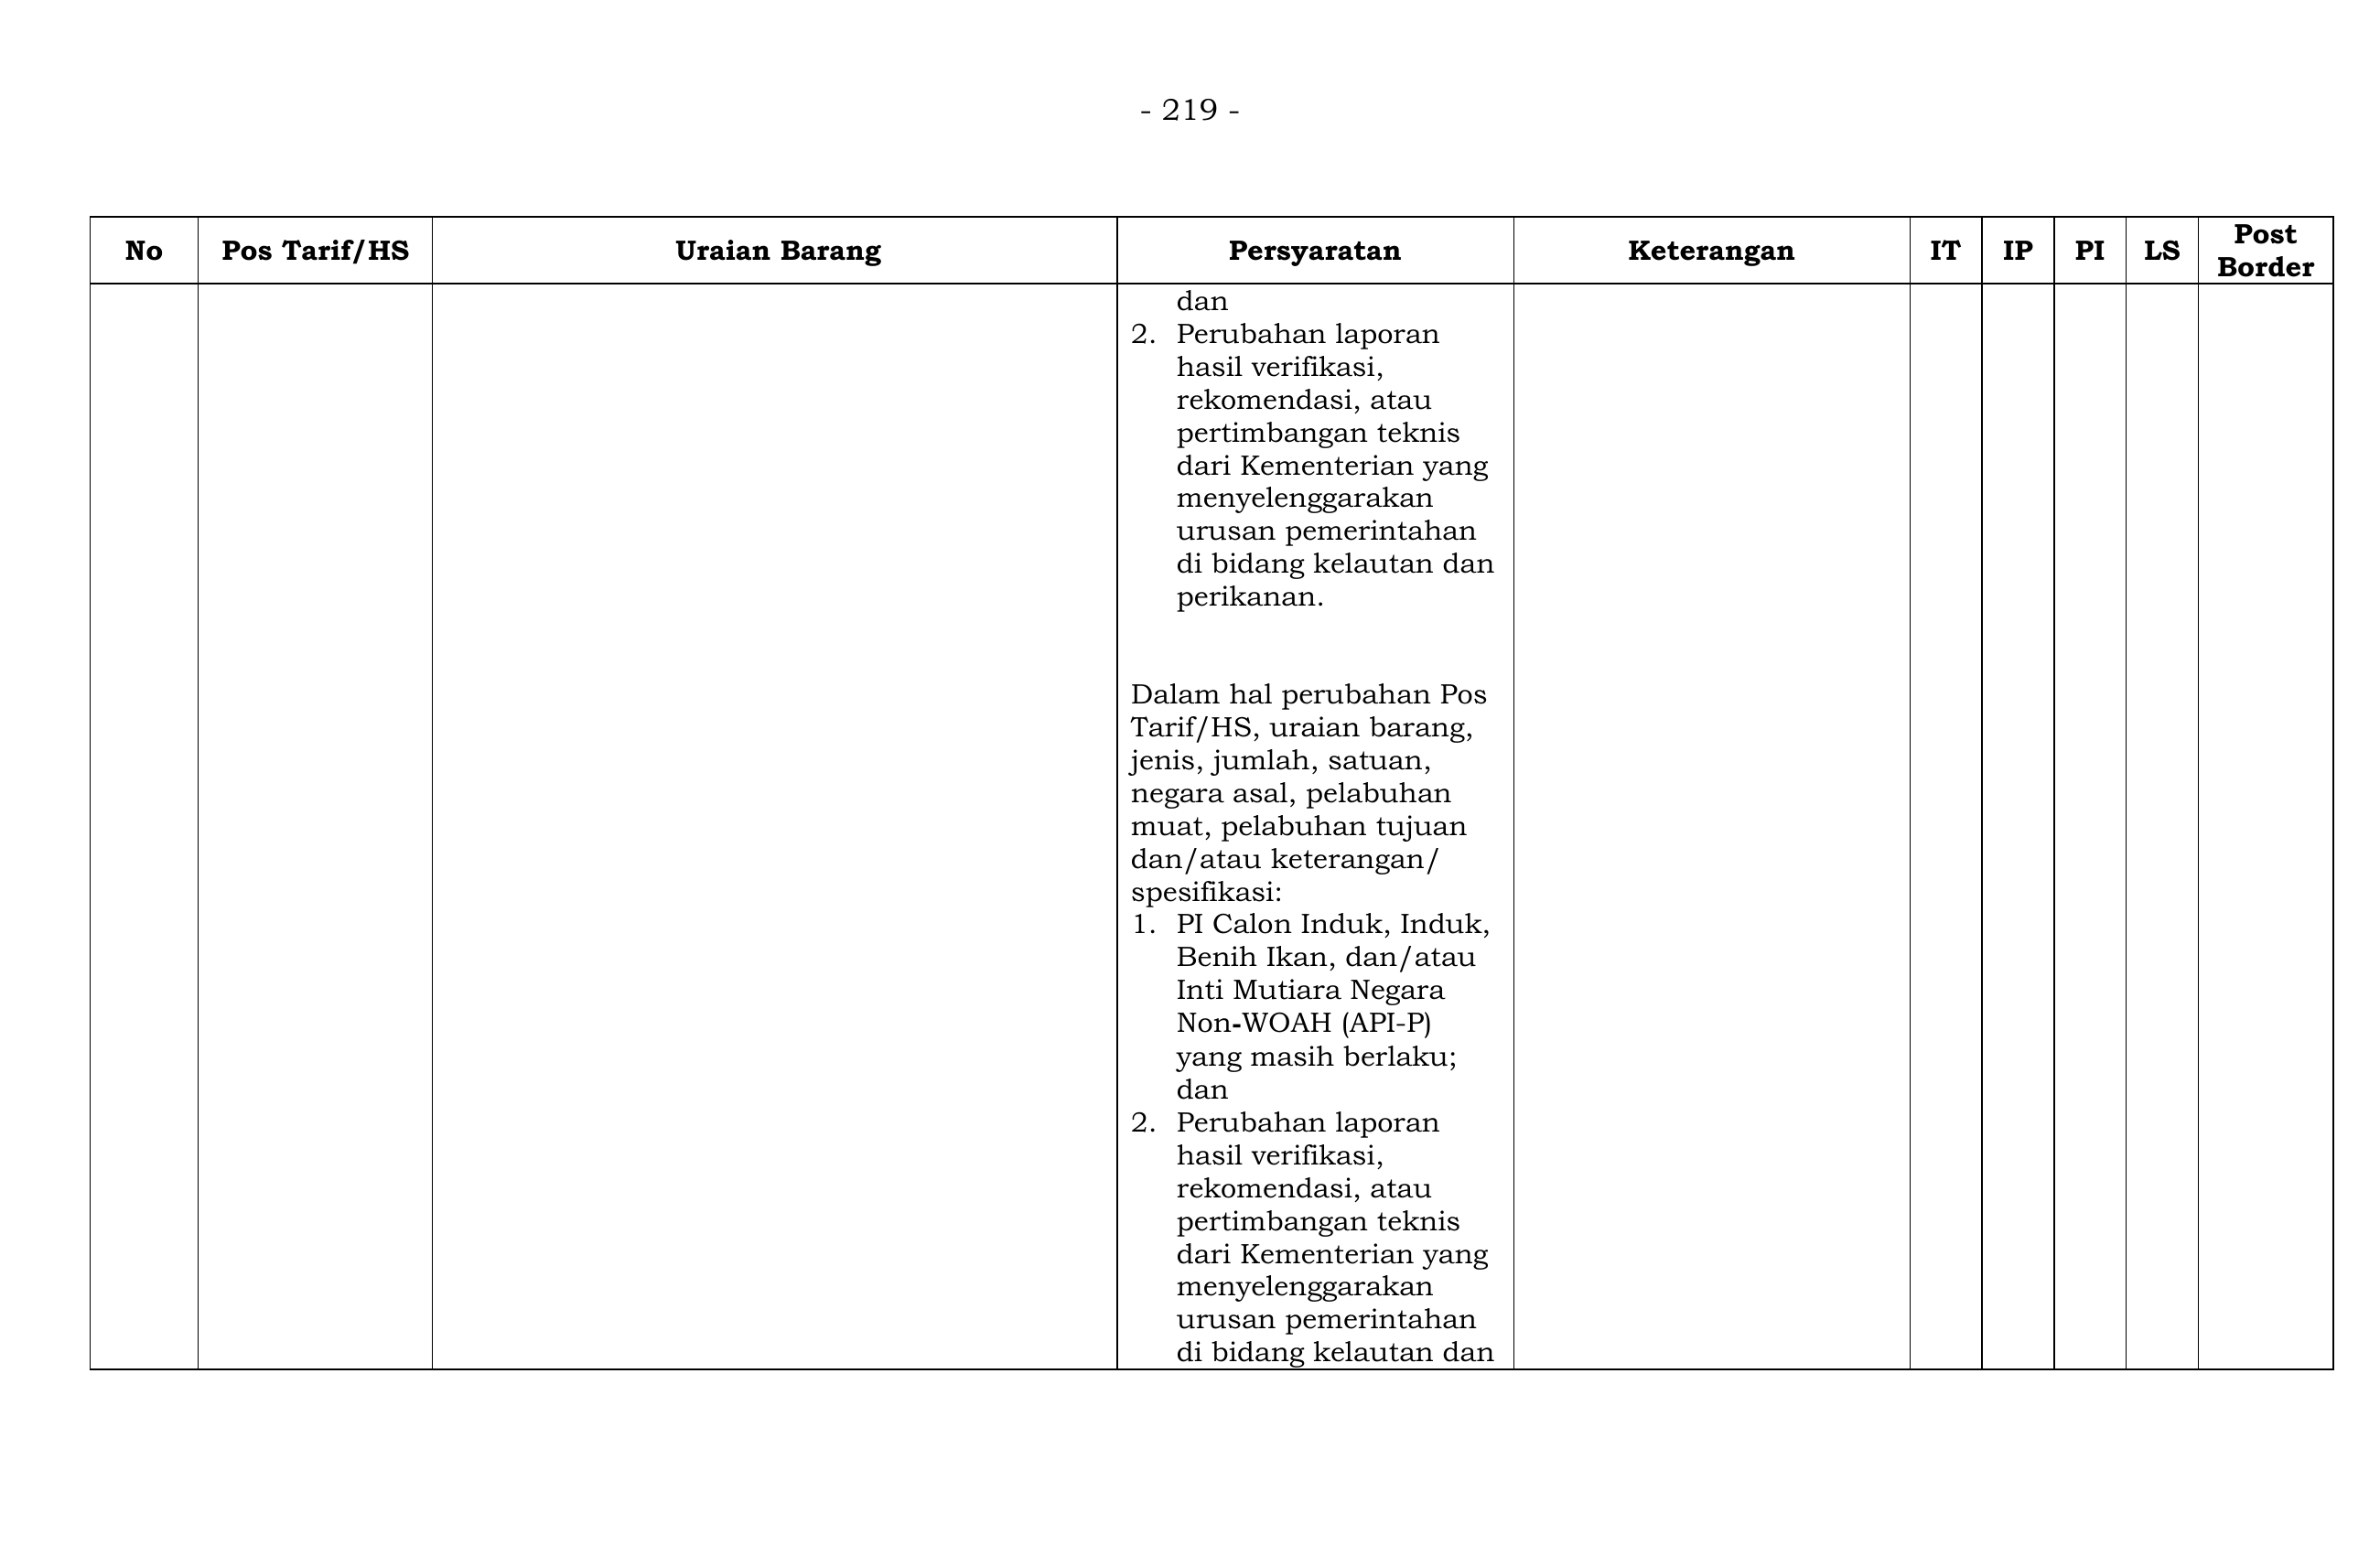 - 219 -
No Pos Tarif/HS Uraian Barang Persyaratan Keterangan IT IP PI LS Post Border
dan
2. Perubahan laporan
hasil verifikasi,
rekomendasi, atau
pertimbangan teknis
dari Kementerian yang
menyelenggarakan
urusan pemerintahan
di bidang kelautan dan
perikanan.
Dalam hal perubahan Pos
Tarif/HS, uraian barang,
jenis, jumlah, satuan,
negara asal, pelabuhan
muat, pelabuhan tujuan
dan/atau keterangan/
spesifikasi:
1. PI Calon Induk, Induk,
Benih Ikan, dan/atau
Inti Mutiara Negara
Non-WOAH (API-P)
yang masih berlaku;
dan
2. Perubahan laporan
hasil verifikasi,
rekomendasi, atau
pertimbangan teknis
dari Kementerian yang
menyelenggarakan
urusan pemerintahan
di bidang kelautan dan